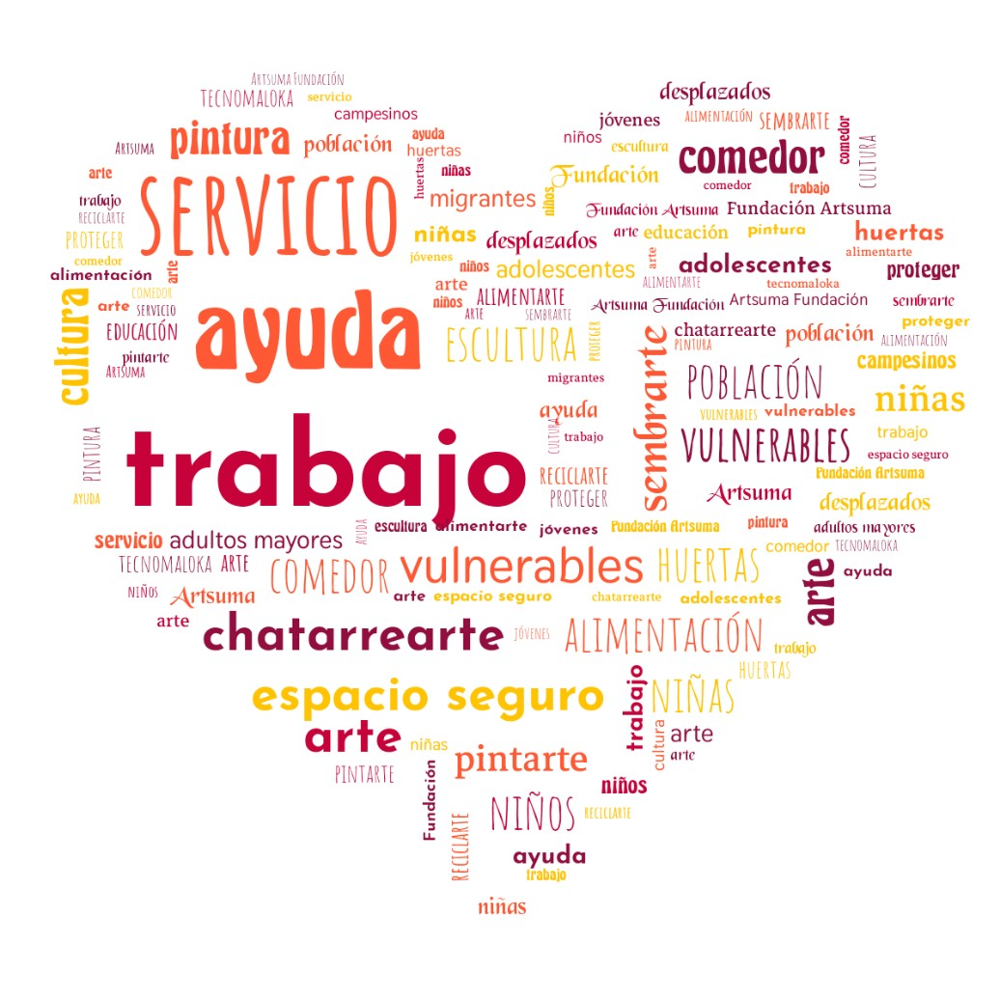 Artsuma Fundación
TECNOMALOKA
servicio
campesinos
pintura
población
ayuda
huertas
Artsuma
arte
SERVICIO
huertas
niñas
migrantes
trabajo
RECICLARTE
PROTEGER
comedor
alimentación
arte
COMEDOR
arte
SERVICIO
EDUCACIÓN
pintarte
Artsuma
cultura
ayuda
desplazados
jóvenes
ALIMENTACIÓN
SEMBRARTE
comedor
CULTURA
niños
escultura
comedor
Fundación
comedor
trabajo
niños
Fundación Artsuma
Fundación Artsuma
niñas
desplazados
arte
educación
pintura
huertas
jóvenes
niños
adolescentes
arte
adolescentes
alimentarte
proteger
arte
ALIMENTARTE
ALIMENTARTE
tecnomaloka
niños
ARTE
SEMBRARTE
Artsuma Fundación
Artsuma Fundación
sembrarte
ESCULTURA
PROTEGER
sembrarte
chatarrearte
PINTURA
población
proteger
ALIMENTACIÓN
campesinos
migrantes
POBLACIÓN
niñas
ayuda
CULTURA
trabajo
VULNERABLES
vulnerables
VULNERABLES
trabajo
espacio seguro
PINTURA
AYUDA
trabajo
RECICLARTE
PROTEGER
Fundación Artsuma
Artsuma
desplazados
servicio
adultos mayores
AYUDA
escultura
alimentarte
jóvenes
Fundación Artsuma
pintura
adultos mayores
TECNOMALOKA
ARTE
COMEDOR
vulnerables
HUERTAS
comedor
TECNOMALOKA
NIÑOS
Artsuma
arte
espacio seguro
chatarrearte
adolescentes
arte
ayuda
arte
chatarrearte
JÓVENES
ALIMENTACIÓN
trabajo
HUERTAS
espacio seguro
trabajo
NIÑAS
arte
niñas
cultura
arte
arte
PINTARTE
pintarte
Fundación
niños
RECICLARTE
NIÑOS
RECICLARTE
ayuda
trabajo
niñas